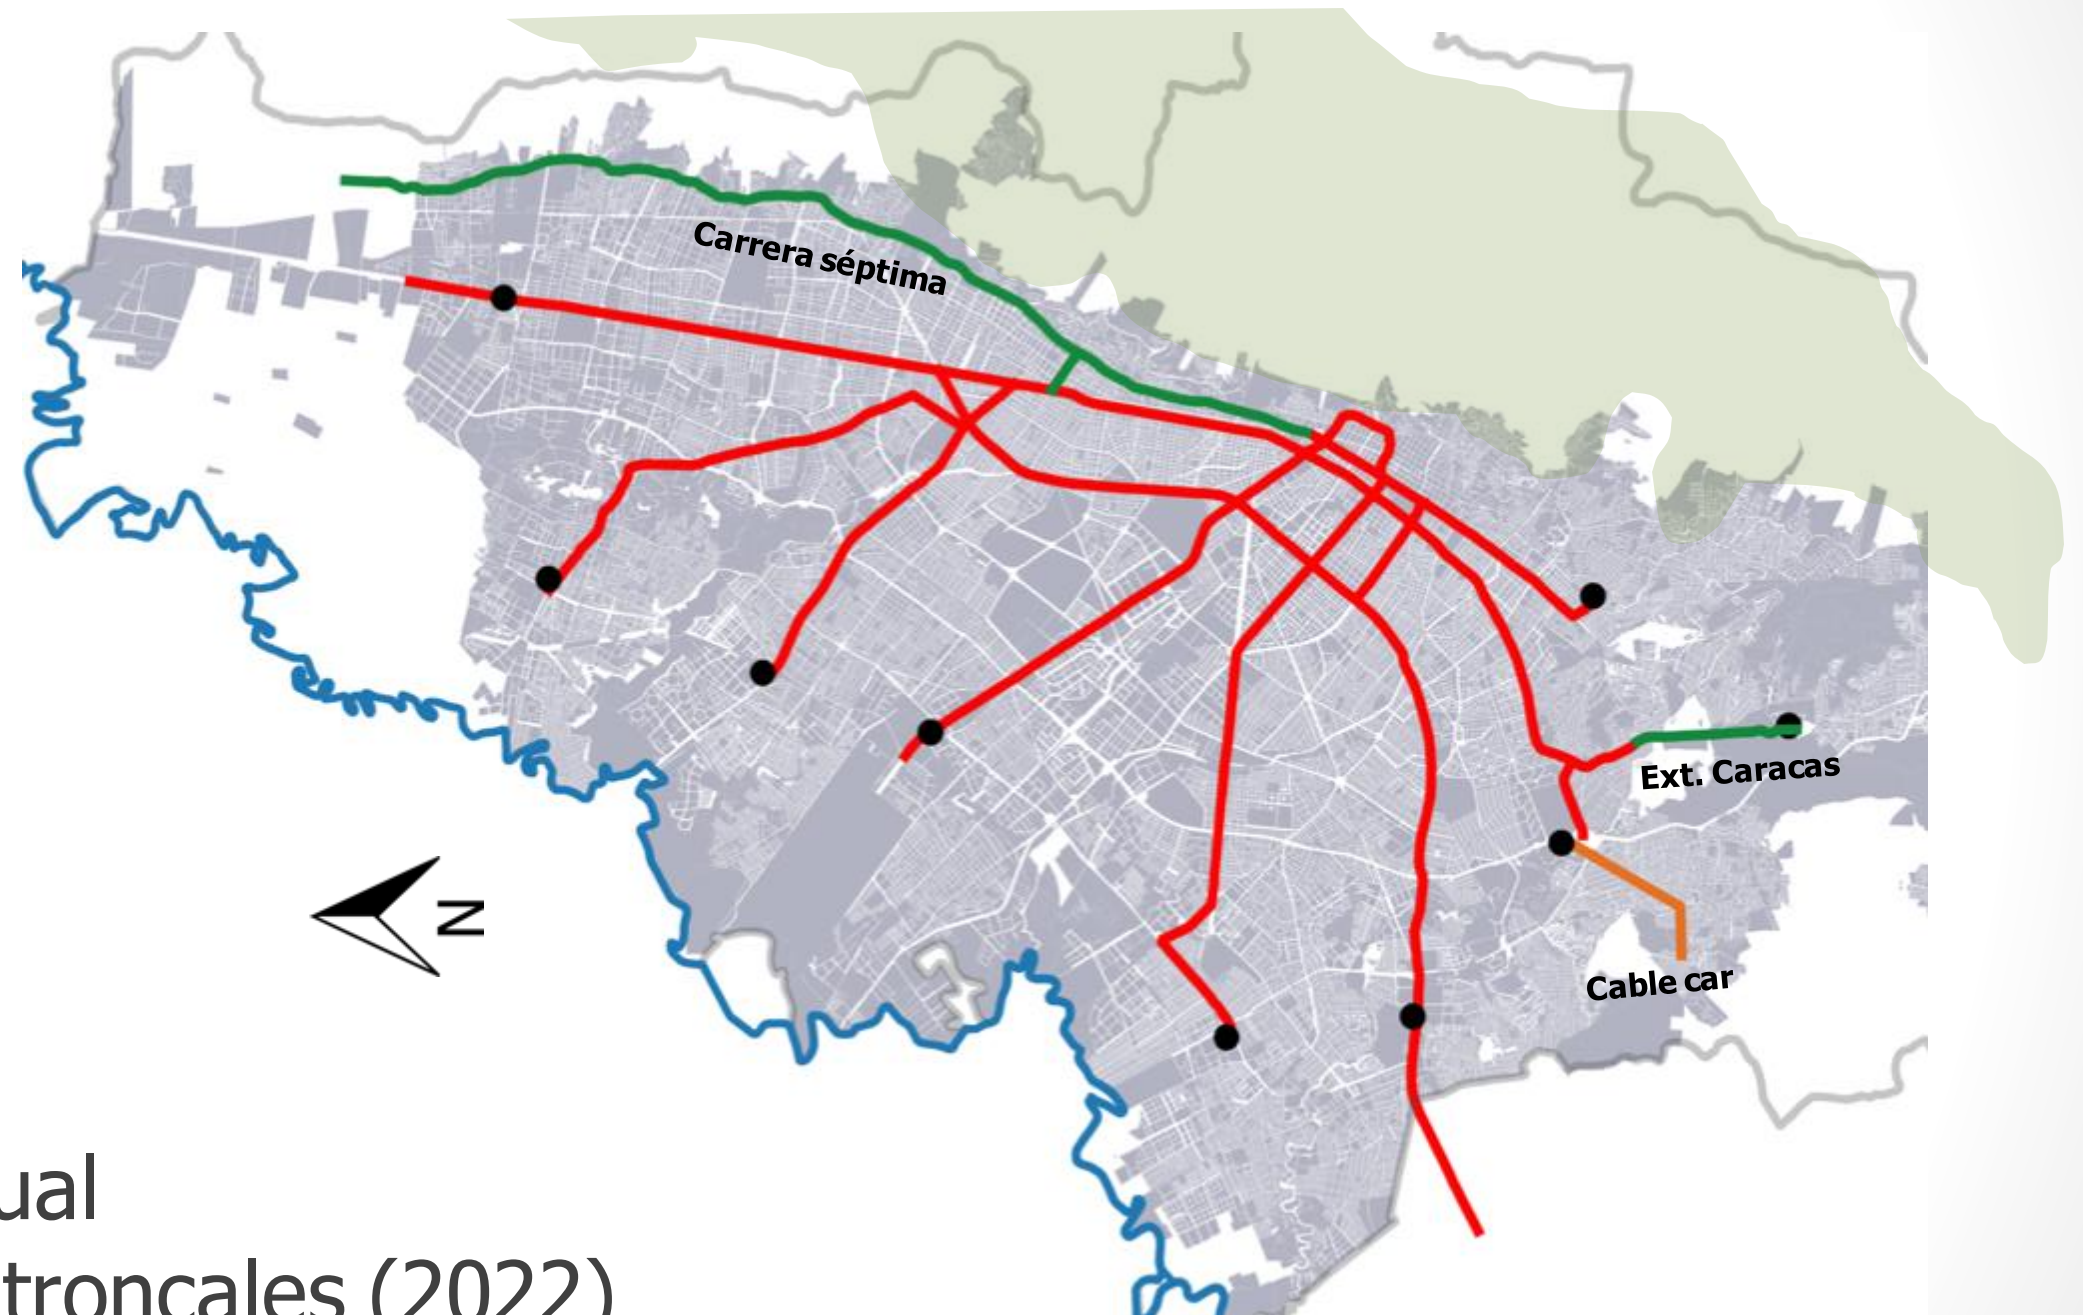 Carrera séptima
Ext. Caracas
Cable car
N
ual
troncales (2022)